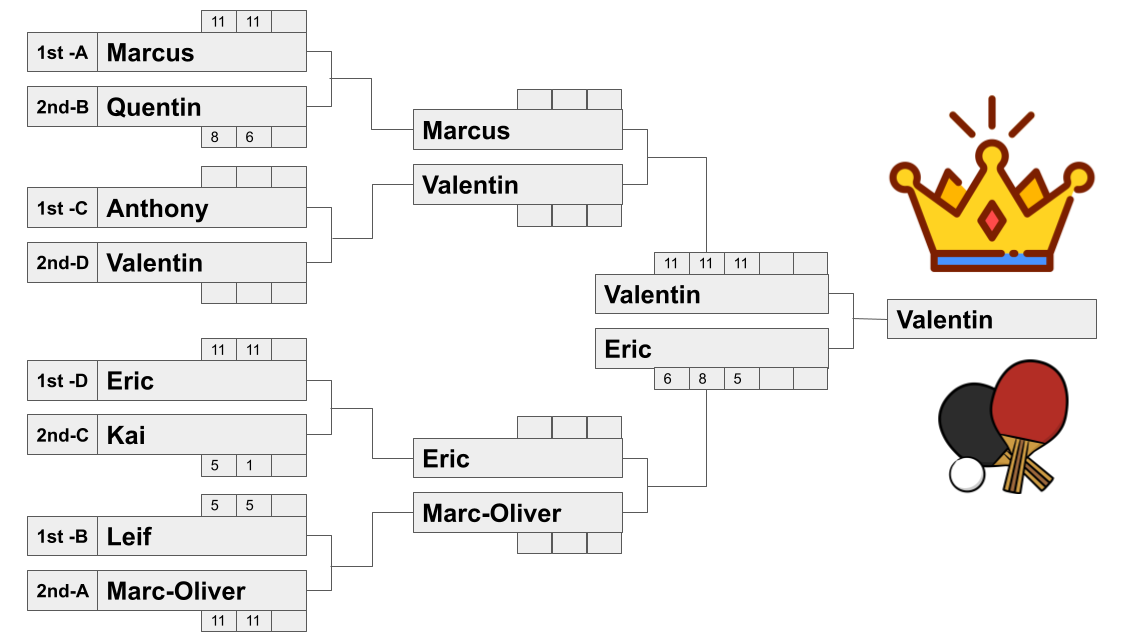 11 11
1st -A Marcus
2nd-B Quentin
8 6
1st -C Anthony
2nd-D Valentin
11 11
1st -D Eric
2nd-C Kai
5 1
5 5
1st -B Leif
2nd-A Marc-Oliver
11 11
Marcus
Valentin
Eric
Marc-Oliver
11 11 11
Valentin
Eric
6 8 5
Valentin